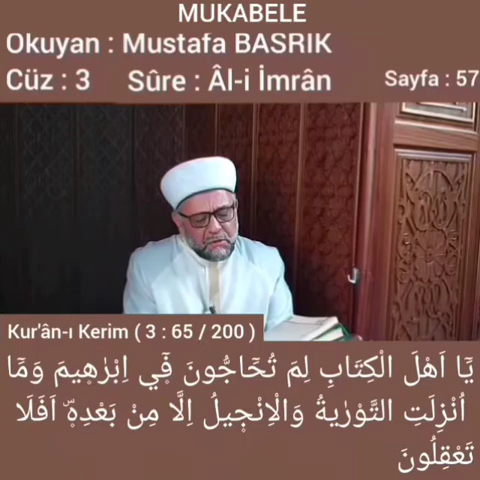 MUKABELE
Okuyan : Mustafa BASRIK
Cüz : 3 Sûre : Âl-i İmrân Sayfa : 57
Kur'ân-ı Kerim ( 3 : 65 / 200 )
يَٓا اَهْلَ الْكِتَابِ لِمَ تُحَٓاجُّونَ ف۪ٓي اِبْرٰه۪يمَ وَمَٓا
اُنْزِلَتِ التَّوْرٰيةُ وَالْاِنْج۪يلُ اِلَّا مِنْ بَعْدِه۪ۜ اَفَلَا
تَعْقِلُونَ